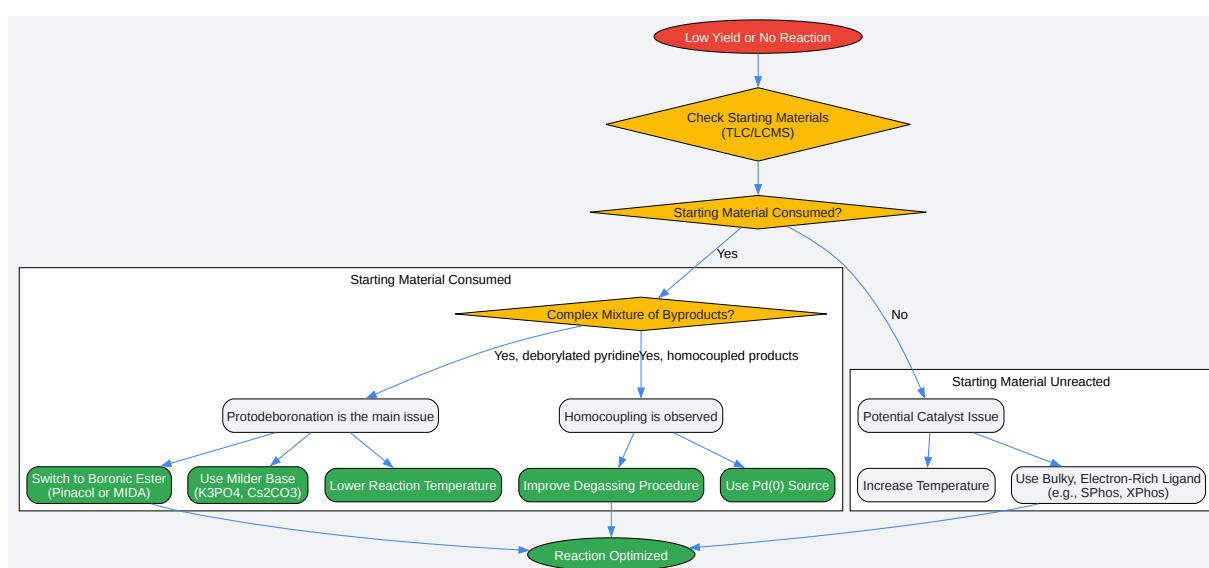 Low Yield or No Reaction
Check Starting Materials
(TLC/LCMS)
Starting Material Consumed?
Yes
Starting Material Consumed
Complex Mixture of Byproducts?
No
Yes, deborylated pyridine
Yes, homocoupled products
Starting Material Unreacted
Protodeboronation is the main issue
Homocoupling is observed
Potential Catalyst Issue
Switch to Boronic Ester
(Pinacol or MIDA)
Use Milder Base
(K3PO4, Cs2CO3)
Lower Reaction Temperature
Improve Degassing Procedure
Use Pd(0) Source
Increase Temperature
Use Bulky, Electron-Rich Ligand
(e.g., SPhos, XPhos)
Reaction Optimized